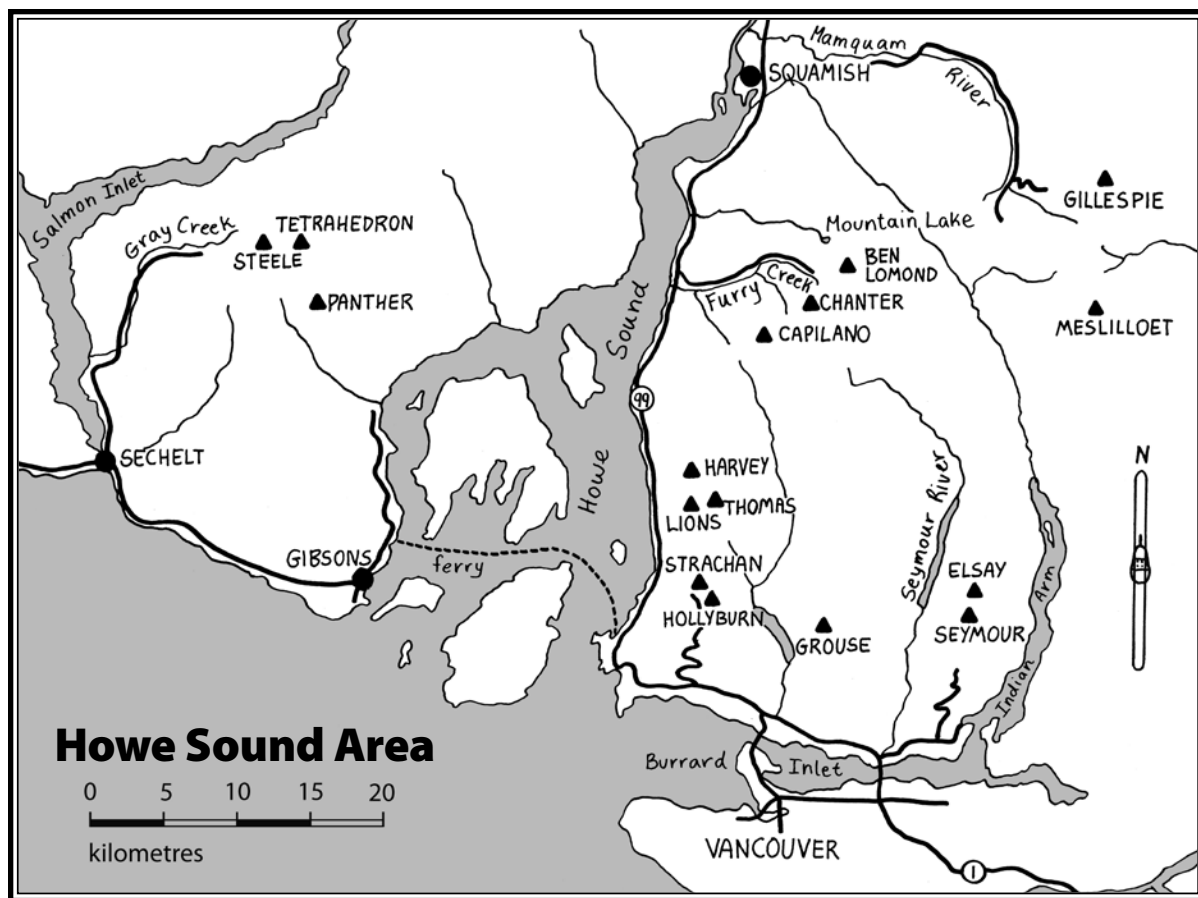 Mamquam
SQUAMISH
River
Salmon Inlet
GILLESPIE
Gray Creek
TETRAHEDRON
STEELE
Mountain Lake
BEN
LOMOND
PANTHER
Furry Creek
CHANTER
Howe Sound
CAPILANO
MESLILLOET
99
SECHELT
HARVEY
N
LIONS
THOMAS
Seymour River
GIBSONS
ferry
STRACHAN
ELSAY
HOLLYBURN
GROUSE
SEYMOUR
Indian Arm
Howe Sound Area
Burrard Inlet
0 5 10 15 20
kilometres
VANCOUVER
1